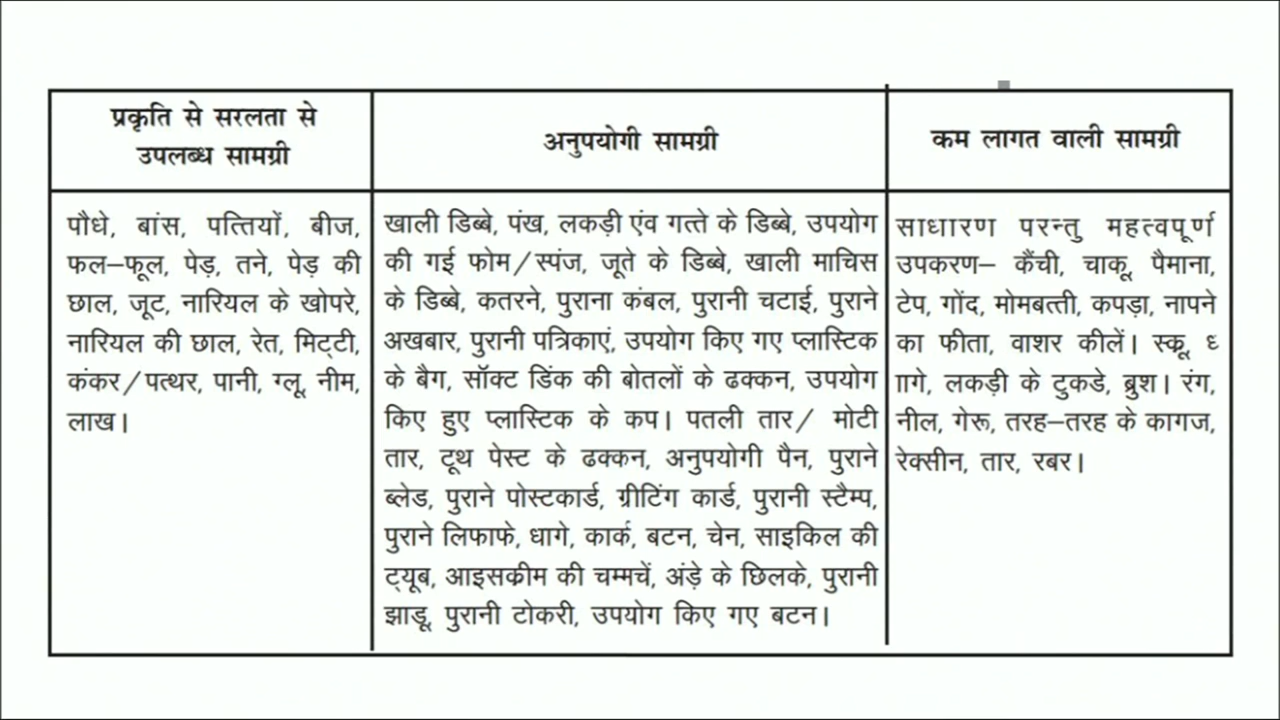 प्रकृति से सरलता से
उपलब्ध सामग्री
अनुपयोगी सामग्री
कम लागत वाली सामग्री
पौधे, बांस, पत्तियों, बीज,
फल–फूल, पेड़, तने, पेड़ की
छाल, जूट, नारियल के खोपरे,
नारियल की छाल, रेत, मिट्टी,
कंकर/पत्थर, पानी, ग्लू, नीम,
लाख।
खाली डिब्बे, पंख, लकड़ी एंव गत्ते के डिब्बे, उपयोग
की गई फोम/स्पंज, जूते के डिब्बे, खाली माचिस
के डिब्बे, कतरने, पुराना कंबल, पुरानी चटाई, पुराने
अखबार, पुरानी पत्रिकाएं, उपयोग किए गए प्लास्टिक
के बैग, सॉक्ट डिंक की बोतलों के ढक्कन, उपयोग
किए हुए प्लास्टिक के कप। पतली तार/ मोटी
तार, टूथ पेस्ट के ढक्कन, अनुपयोगी पैन, पुराने
ब्लेड, पुराने पोस्टकार्ड, ग्रीटिंग कार्ड, पुरानी स्टैम्प,
पुराने लिफाफे, धागे, कार्क, बटन, चेन, साइकिल की
ट्यूब, आइसक्रीम की चम्मचें, अंड़े के छिलके, पुरानी
झाडू, पुरानी टोकरी, उपयोग किए गए बटन।
साधारण परन्तु महत्वपूर्ण
उपकरण– कैंची, चाकू, पैमाना,
टेप, गोंद, मोमबत्ती, कपड़ा, नापने
का फीता, वाशर कीलें। स्क्रू, ध
ागे, लकड़ी के टुकडे, ब्रुश। रंग,
नील, गेरू, तरह–तरह के कागज,
रेक्सीन, तार, रबर।